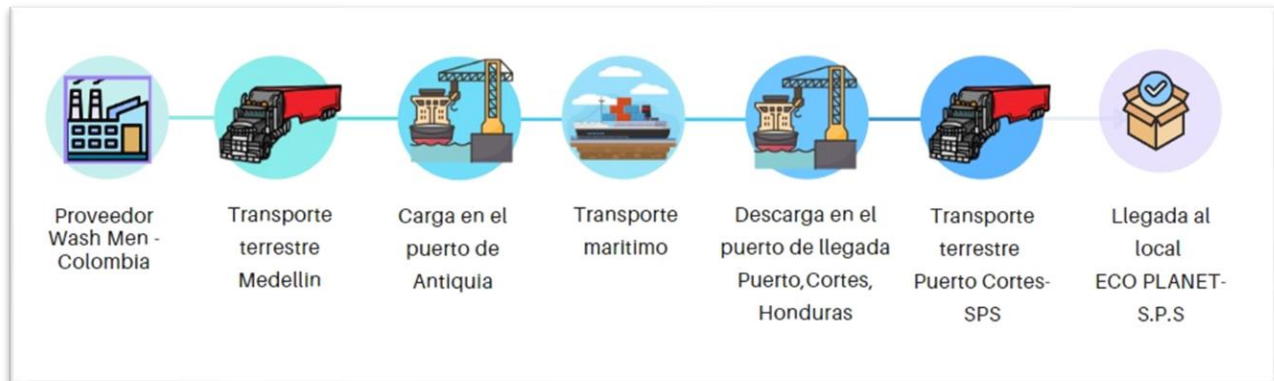 Proveedor
Wash Men -
Colombia
Transporte
terrestre
Medellin
Carga en el
puerto de
Antiquia
Transporte
maritimo
Descarga en el
puerto de llegada
Puerto,Cortes,
Honduras
Transporte
terrestre
Puerto Cortes-
SPS
Llegada al
local
ECO PLANET-
S.P.S